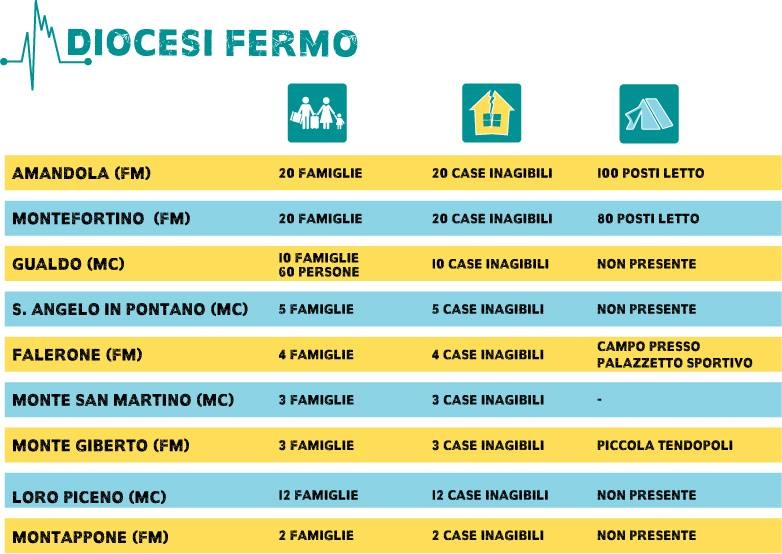 DIOCESI FERMO
AMANDOLA (FM) 20 FAMIGLIE 20 CASE INAGIBILI 100 POSTI LETTO
MONTEFORTINO (FM) 20 FAMIGLIE 20 CASE INAGIBILI 80 POSTI LETTO
GUALDO (MC) 10 FAMIGLIE 60 PERSONE 10 CASE INAGIBILI NON PRESENTE
S. ANGELO IN PONTANO (MC) 5 FAMIGLIE 5 CASE INAGIBILI NON PRESENTE
FALERONE (FM) 4 FAMIGLIE 4 CASE INAGIBILI CAMPO PRESSO PALAZZETTO SPORTIVO
MONTE SAN MARTINO (MC) 3 FAMIGLIE 3 CASE INAGIBILI -
MONTE GIBERTO (FM) 3 FAMIGLIE 3 CASE INAGIBILI PICCOLA TENDOPOLI
LORO PICENO (MC) 12 FAMIGLIE 12 CASE INAGIBILI NON PRESENTE
MONTAPPONE (FM) 2 FAMIGLIE 2 CASE INAGIBILI NON PRESENTE